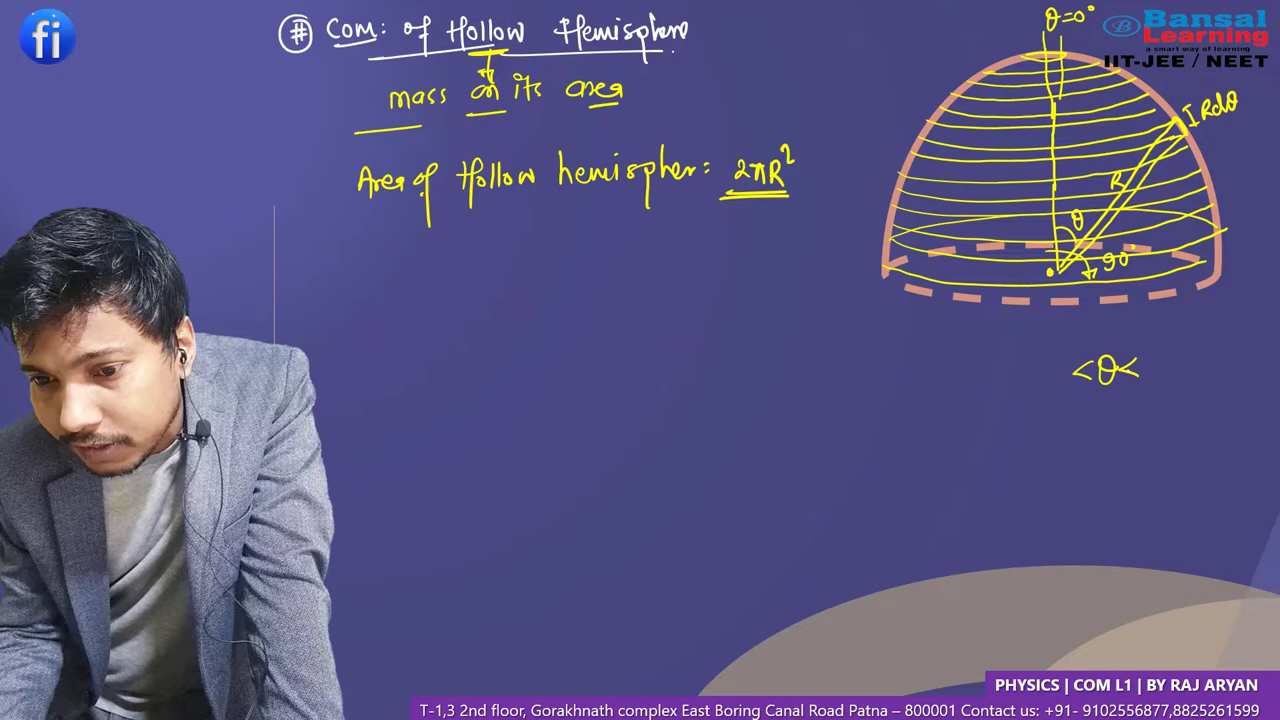 fi
# Com: of Hollow Hemisphere
mass on its area
Area of Hollow hemispher: 2πR²
θ=0°
Bansal
Learning
a smart way of learning
IIT-JEE / NEET
B
I Rdθ
R
θ
90°
<θ<
PHYSICS | COM L1 | BY RAJ ARYAN
T-1,3 2nd floor, Gorakhnath complex East Boring Canal Road Patna – 800001 Contact us: +91- 9102556877,8825261599